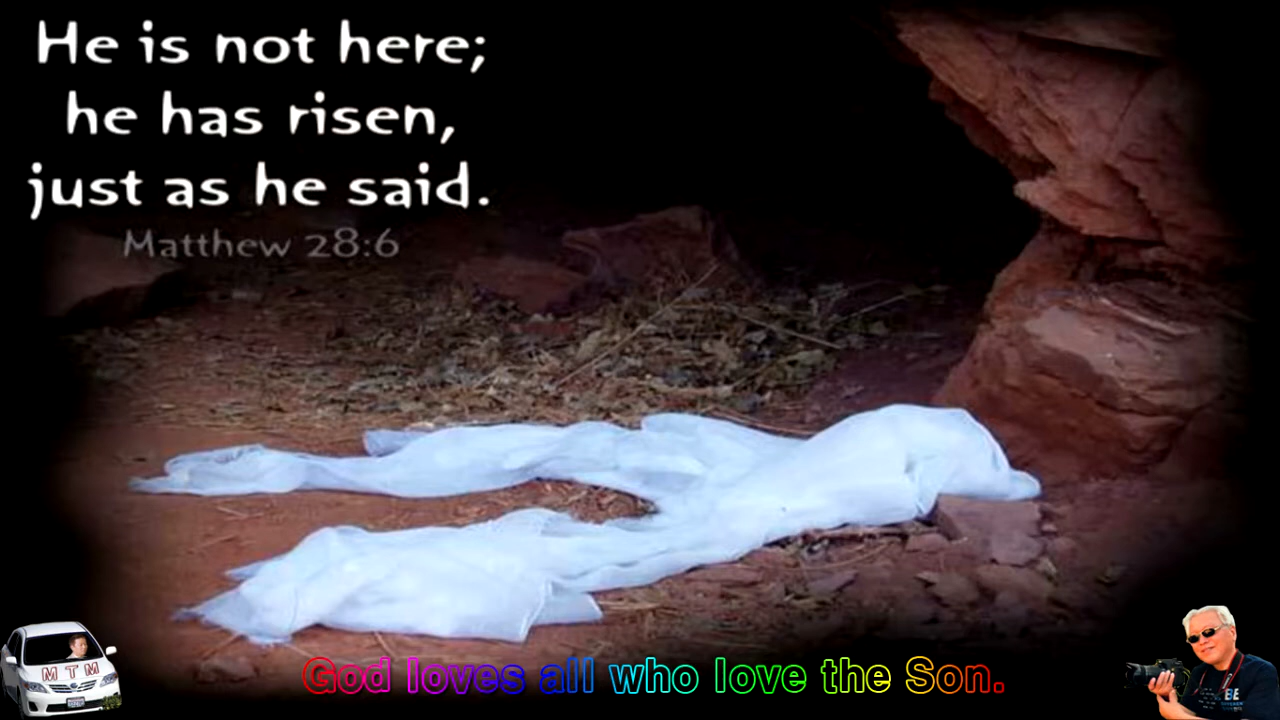 He is not here;
he has risen,
just as he said.
Matthew 28:6
God loves all who love the Son.
M T M
BE